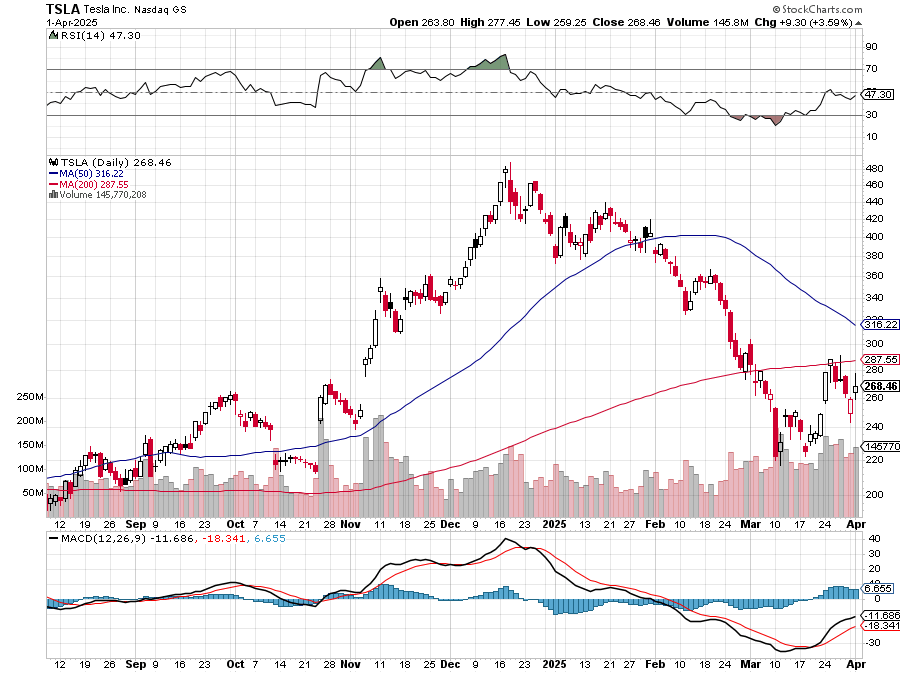 TSLA Tesla Inc. Nasdaq GS © StockCharts.com
1-Apr-2025 Open 263.80 High 277.45 Low 259.25 Close 268.46 Volume 145.8M Chg +9.30 (+3.59%)
RSI(14) 47.30
90
70
47.30
30
10
TSLA (Daily) 268.46
MA(50) 316.22
MA(200) 287.55
Volume 145,770,208
480
460
440
420
400
380
360
340
316.22
300
287.55
280
268.46
260
240
145770
220
200
250M
200M
150M
100M
50M
12 19 26 Sep 9 16 23 Oct 7 14 21 28 Nov 11 18 25 Dec 9 16 23 2025 13 21 27 Feb 10 18 24 Mar 10 17 24 Apr
MACD(12,26,9) -11.686, -18.341, 6.655
40
30
20
10
6.655
0
-11.686
-18.341
-30
12 19 26 Sep 9 16 23 Oct 7 14 21 28 Nov 11 18 25 Dec 9 16 23 2025 13 21 27 Feb 10 18 24 Mar 10 17 24 Apr